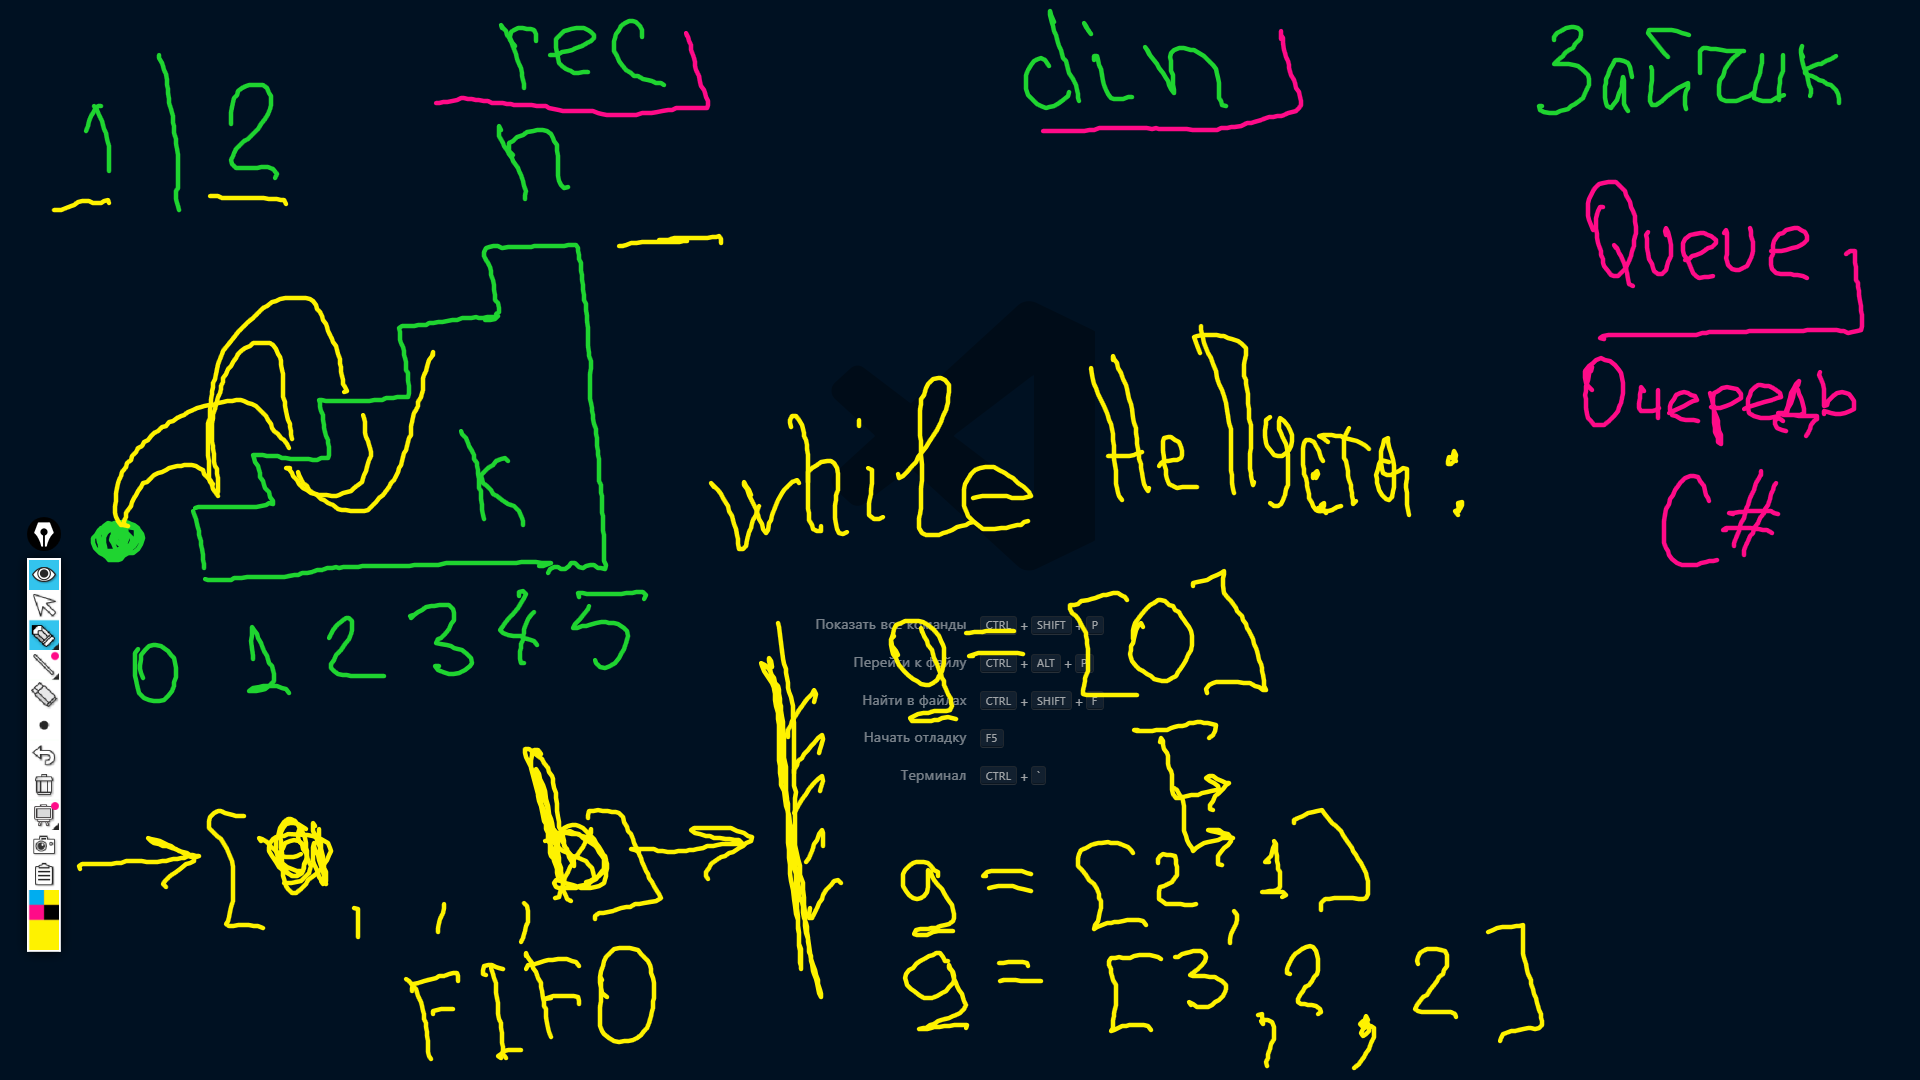 1 | 2
rec
n
din
Зайчик
Queue
Очередь
C#
k
0 1 2 3 4 5
while не пуста:
Показать все команды CTRL + SHIFT + P
Перейти к файлу CTRL + ALT + P
Найти в файлах CTRL + SHIFT + F
Начать отладку F5
Терминал CTRL + `
q = [0]
[ , , , ]
FIFO
q = [2, 1]
q = [3, 2, 2]